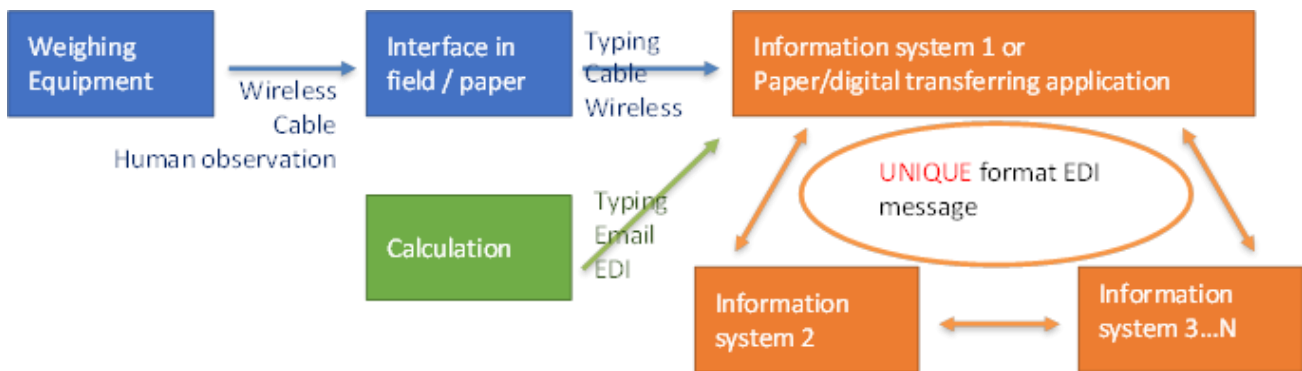 Weighing
Equipment
Wireless
Cable
Human observation
Interface in
field / paper
Typing
Cable
Wireless
Information system 1 or
Paper/digital transferring application
UNIQUE format EDI
message
Calculation
Typing
Email
EDI
Information
system 2
Information
system 3...N